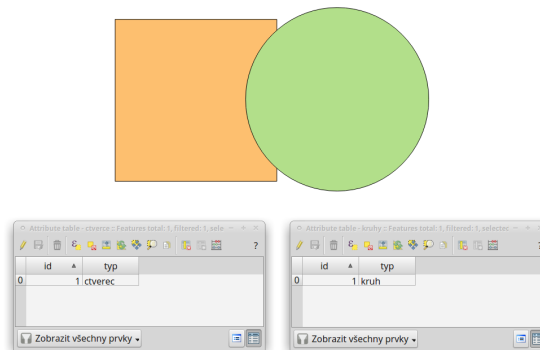 Attribute table - ctverce :: Features total: 1, filtered: 1, sele
ε
?
id typ
0 1 ctverec
Zobrazit všechny prvky
Attribute table - kruhy :: Features total: 1, filtered: 1, selected
ε
?
id typ
0 1 kruh
Zobrazit všechny prvky